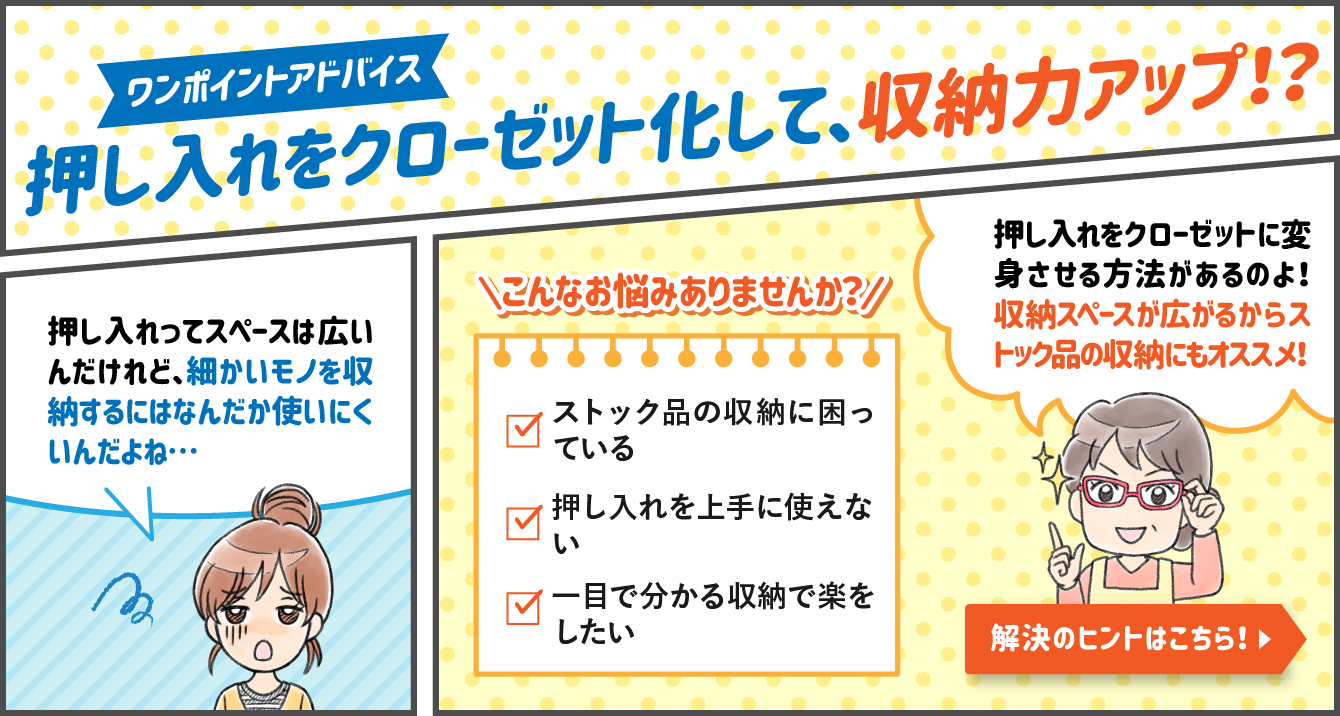 ワンポイントアドバイス
押し入れをクローゼット化して、収納力アップ!?
押し入れってスペースは広い
んだけれど、細かいモノを収
納するにはなんだか使いにく
いんだよね…
こんなお悩みありませんか?
ストック品の収納に困っ
ている
押し入れを上手に使えな
い
一目で分かる収納で楽を
したい
押し入れをクローゼットに変
身させる方法があるのよ!
収納スペースが広がるからス
トック品の収納にもオススメ!
解決のヒントはこちら!